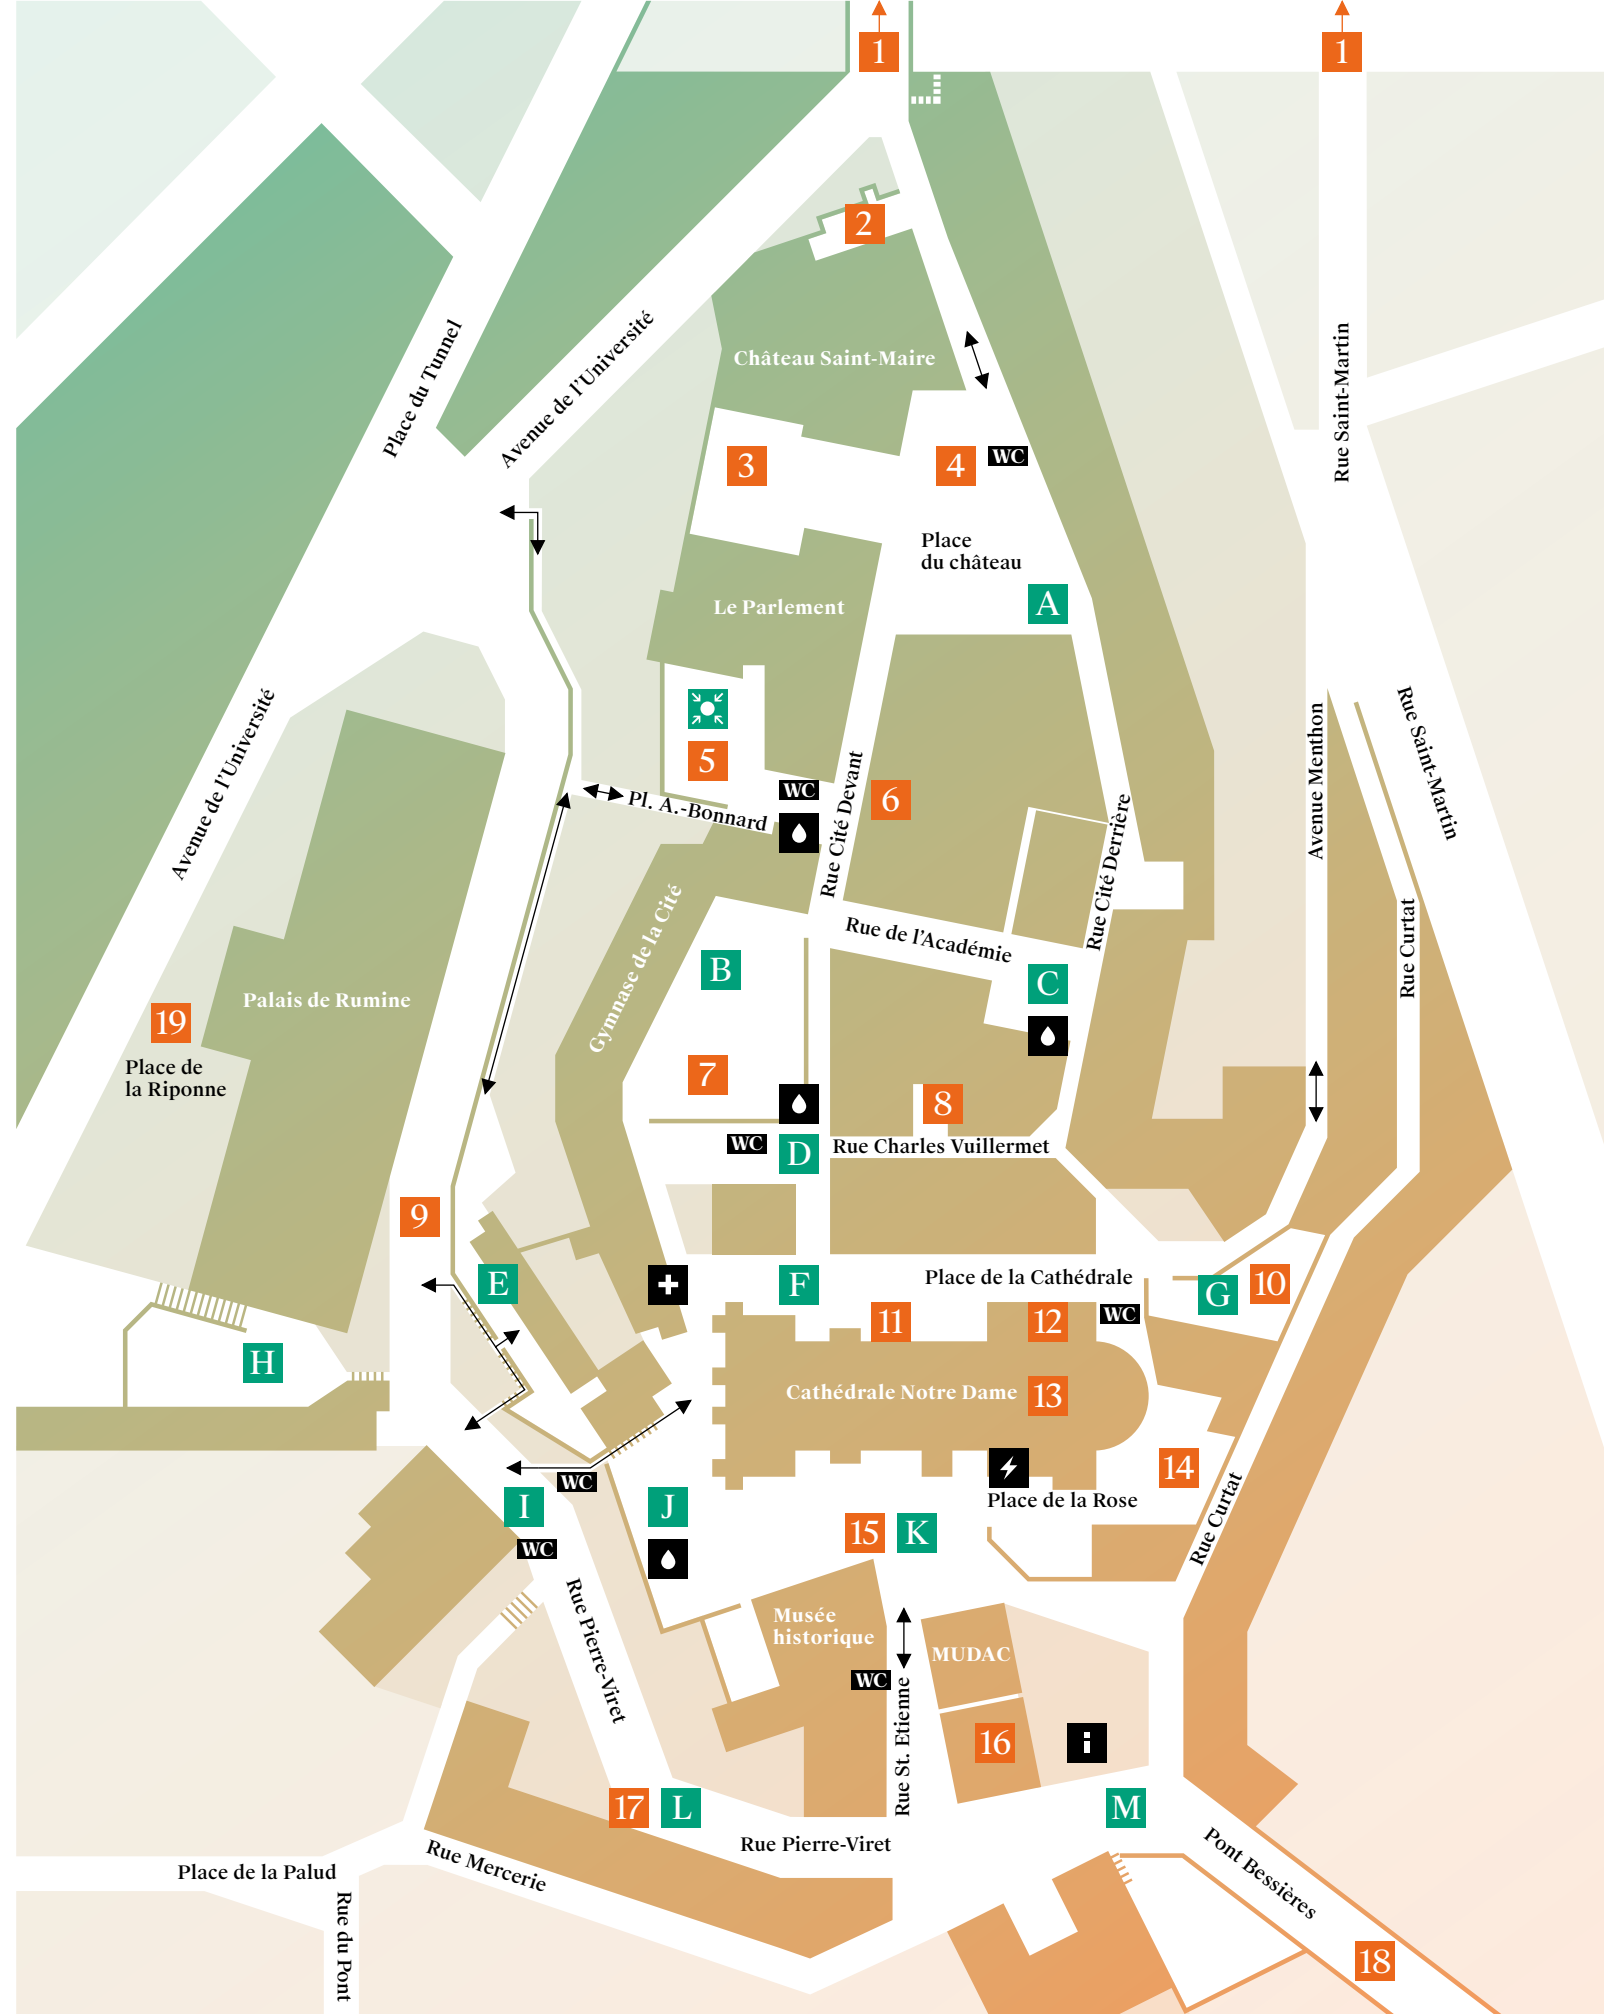 1
1
2
Avenue de l'Université
Place du Tunnel
Château Saint-Maire
Rue Saint-Martin
3
4
WC
Place
du château
A
Le Parlement
5
Avenue de l'Université
Rue Saint-Martin
Avenue Menthon
WC
6
Pl. A.-Bonnard
Rue Cité Devant
Rue Cité Derrière
Gymnase de la Cité
Rue de l'Académie
Rue Curtat
B
C
Palais de Rumine
19
Place de
la Riponne
7
8
WC
D
Rue Charles Vuillermet
9
E
F
Place de la Cathédrale
G
10
11
12
WC
H
Cathédrale Notre Dame
13
14
WC
Place de la Rose
Rue Curtat
I
J
15
K
WC
Rue Pierre-Viret
Musée
historique
MUDAC
WC
Rue St. Etienne
16
i
17
L
M
Rue Pierre-Viret
Rue Mercerie
Place de la Palud
Rue du Pont
Pont Bessières
18